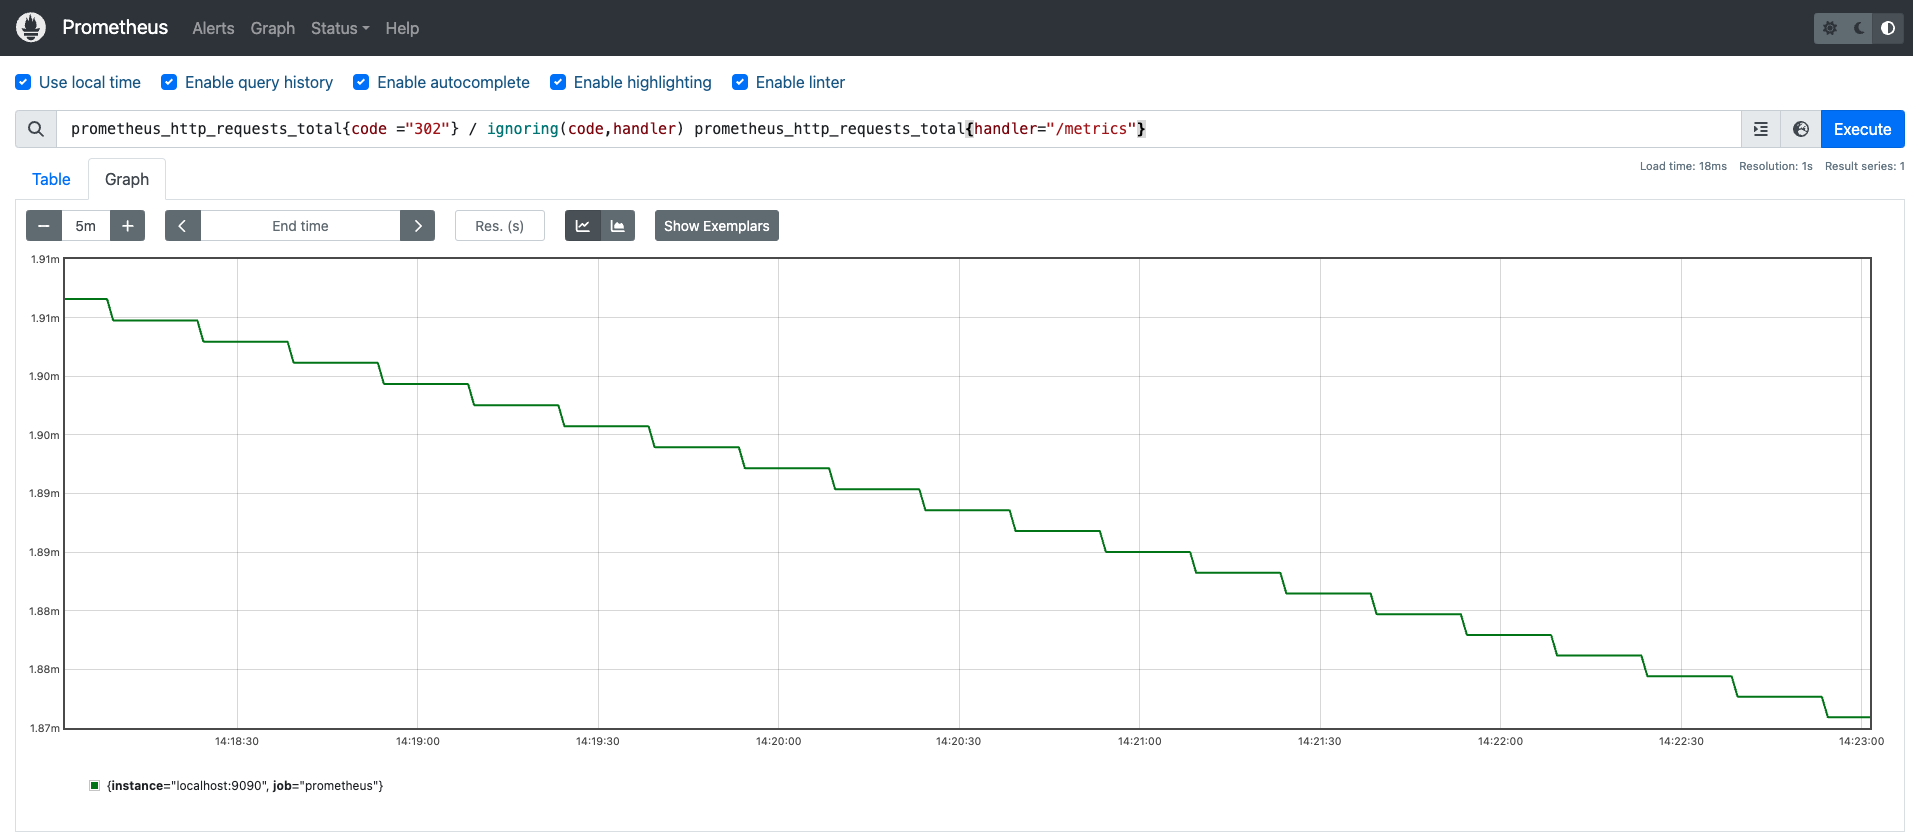 Prometheus Alerts Graph Status Help
Use local time Enable query history Enable autocomplete Enable highlighting Enable linter
prometheus_http_requests_total{code ="302"} / ignoring(code,handler) prometheus_http_requests_total{handler="/metrics"} Execute
Load time: 18ms Resolution: 1s Result series: 1
Table Graph
5m End time Res. (s) Show Exemplars
1.91m
1.91m
1.90m
1.90m
1.89m
1.89m
1.88m
1.88m
1.87m
14:18:30 14:19:00 14:19:30 14:20:00 14:20:30 14:21:00 14:21:30 14:22:00 14:22:30 14:23:00
{instance="localhost:9090", job="prometheus"}